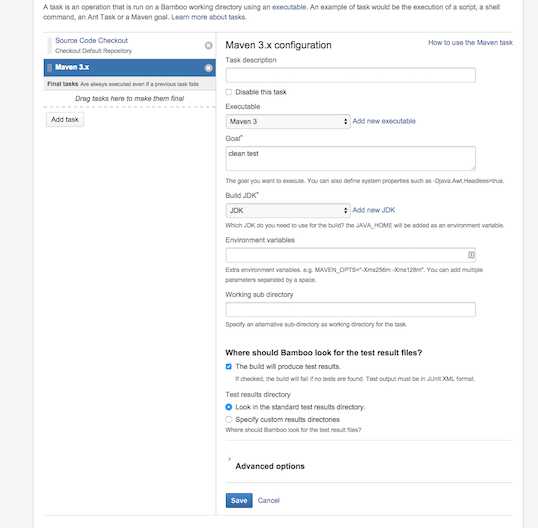 A task is an operation that is run on a Bamboo working directory using an executable. An example of task would be the execution of a script, a shell
command, an Ant Task or a Maven goal. Learn more about tasks.
Source Code Checkout
Checkout Default Repository
Maven 3.x
Final tasks Are always executed even if a previous task fails
Drag tasks here to make them final
Add task
Maven 3.x configuration
How to use the Maven task
Task description
Disable this task
Executable
Maven 3
Add new executable
Goal*
clean test
The goal you want to execute. You can also define system properties such as -Djava.Awt.Headless=true.
Build JDK*
JDK
Add new JDK
Which JDK do you need to use for the build? the JAVA_HOME will be added as an environment variable.
Environment variables
Extra environment variables. e.g. MAVEN_OPTS="-Xmx256m -Xms128m". You can add multiple
parameters separated by a space.
Working sub directory
Specify an alternative sub-directory as working directory for the task.
Where should Bamboo look for the test result files?
The build will produce test results.
If checked, the build will fail if no tests are found. Test output must be in JUnit XML format.
Test results directory
Look in the standard test results directory.
Specify custom results directories
Where should Bamboo look for the test result files?
Advanced options
Save
Cancel